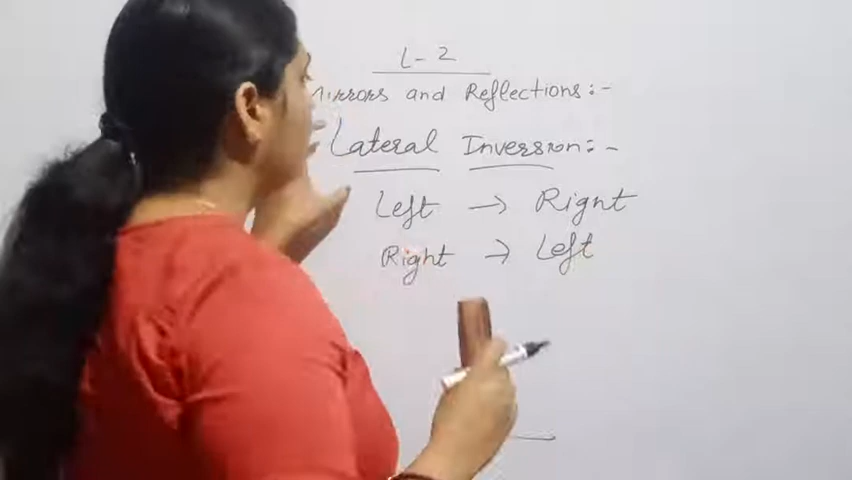 L-2
Mirrors and Reflections:-
Lateral Inversion:-
Left → Right
Right → Left